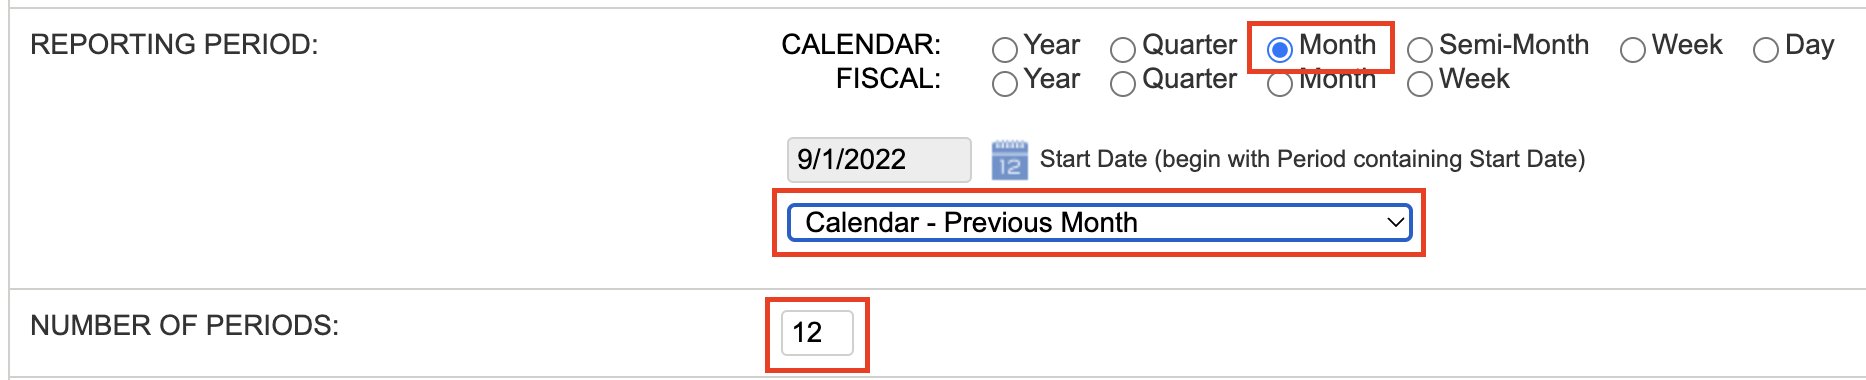 REPORTING PERIOD: CALENDAR: Year Quarter Month Semi-Month Week Day
FISCAL: Year Quarter Month Week
9/1/2022 12 Start Date (begin with Period containing Start Date)
Calendar - Previous Month
NUMBER OF PERIODS: 12